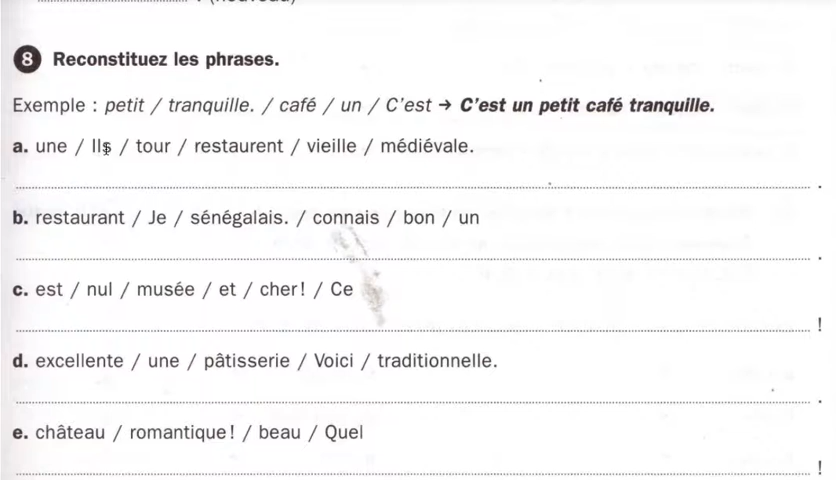 (nouveau)
8 Reconstituez les phrases.
Exemple : petit / tranquille. / café / un / C'est → C'est un petit café tranquille.
a. une / Ils / tour / restaurent / vieille / médiévale.
.
b. restaurant / Je / sénégalais. / connais / bon / un
.
c. est / nul / musée / et / cher! / Ce
!
d. excellente / une / pâtisserie / Voici / traditionnelle.
.
e. château / romantique! / beau / Quel
!